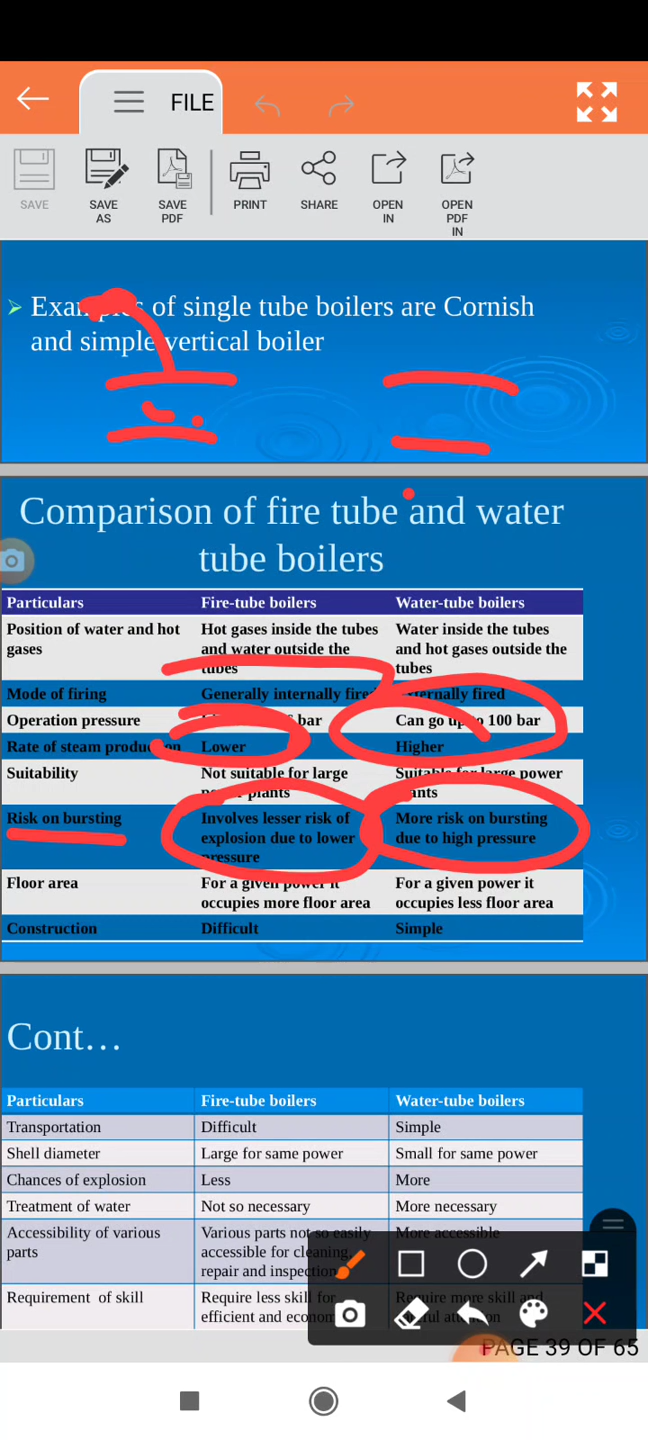 FILE
SAVE
SAVE AS
SAVE PDF
PRINT
SHARE
OPEN IN
OPEN PDF IN
Examples of single tube boilers are Cornish
and simple vertical boiler
Comparison of fire tube and water
tube boilers
Particulars Fire-tube boilers Water-tube boilers
Position of water and hot gases Hot gases inside the tubes and water outside the tubes Water inside the tubes and hot gases outside the tubes
Mode of firing Generally internally fired Externally fired
Operation pressure bar Can go up to 100 bar
Rate of steam production Lower Higher
Suitability Not suitable for large power plants Suitable for large power plants
Risk on bursting Involves lesser risk of explosion due to lower pressure More risk on bursting due to high pressure
Floor area For a given power it occupies more floor area For a given power it occupies less floor area
Construction Difficult Simple
Cont…
Particulars Fire-tube boilers Water-tube boilers
Transportation Difficult Simple
Shell diameter Large for same power Small for same power
Chances of explosion Less More
Treatment of water Not so necessary More necessary
Accessibility of various parts Various parts not so easily accessible for cleaning, repair and inspection More accessible
Requirement of skill Require less skill for efficient and Require more skill and
PAGE 39 OF 65